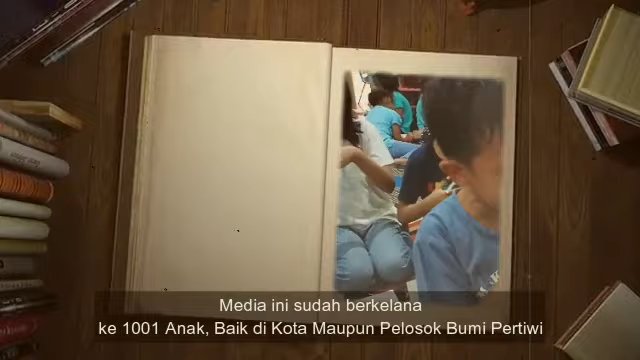 Media ini sudah berkelana
ke 1001 Anak, Baik di Kota Maupun Pelosok Bumi Pertiwi